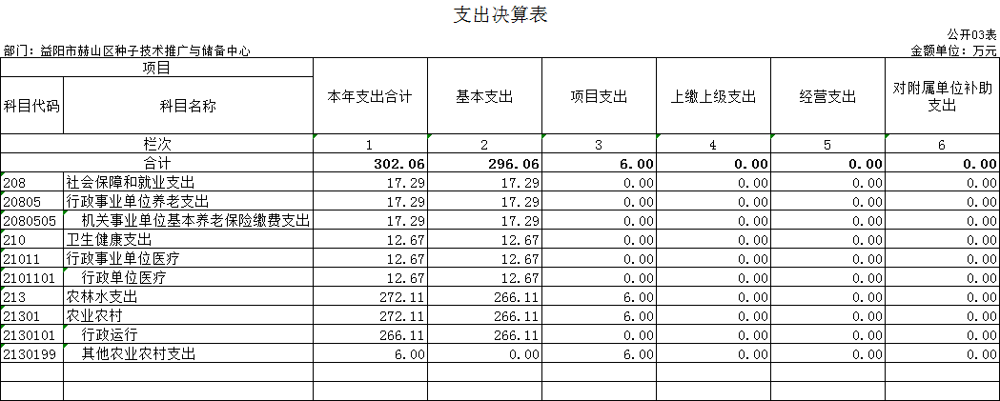 支出决算表
公开03表
部门：益阳市赫山区种子技术推广与储备中心 金额单位：万元
项目 本年支出合计 基本支出 项目支出 上缴上级支出 经营支出 对附属单位补助支出
科目代码 科目名称
栏次 1 2 3 4 5 6
合计 302.06 296.06 6.00 0.00 0.00 0.00
208 社会保障和就业支出 17.29 17.29 0.00 0.00 0.00 0.00
20805 行政事业单位养老支出 17.29 17.29 0.00 0.00 0.00 0.00
2080505 机关事业单位基本养老保险缴费支出 17.29 17.29 0.00 0.00 0.00 0.00
210 卫生健康支出 12.67 12.67 0.00 0.00 0.00 0.00
21011 行政事业单位医疗 12.67 12.67 0.00 0.00 0.00 0.00
2101101 行政单位医疗 12.67 12.67 0.00 0.00 0.00 0.00
213 农林水支出 272.11 266.11 6.00 0.00 0.00 0.00
21301 农业农村 272.11 266.11 6.00 0.00 0.00 0.00
2130101 行政运行 266.11 266.11 0.00 0.00 0.00 0.00
2130199 其他农业农村支出 6.00 0.00 6.00 0.00 0.00 0.00